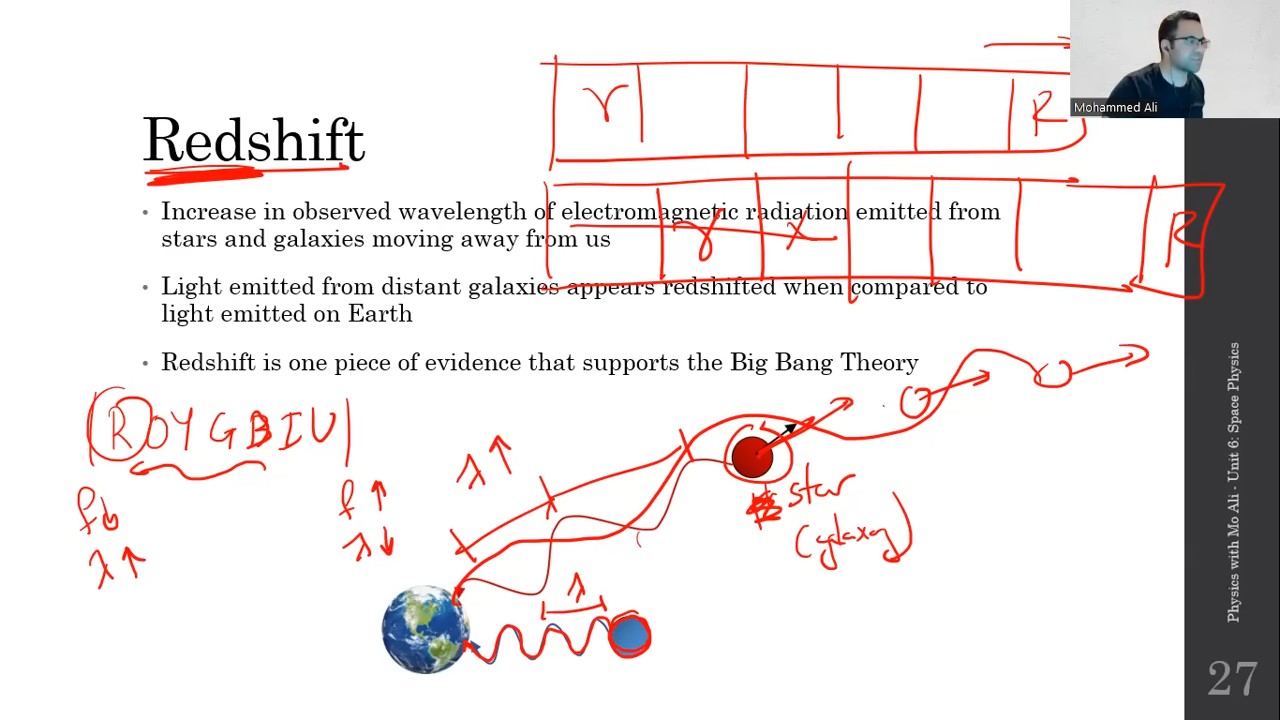 Mohammed Ali
γ
R
Redshift
• Increase in observed wavelength of electromagnetic radiation emitted from
stars and galaxies moving away from us
γ X R
• Light emitted from distant galaxies appears redshifted when compared to
light emitted on Earth
• Redshift is one piece of evidence that supports the Big Bang Theory
ROYGBIV
f↓
λ↑
f↑
λ↓
λ↑
star
(galaxy)
λ
Physics with Mo Ali - Unit 6: Space Physics
27